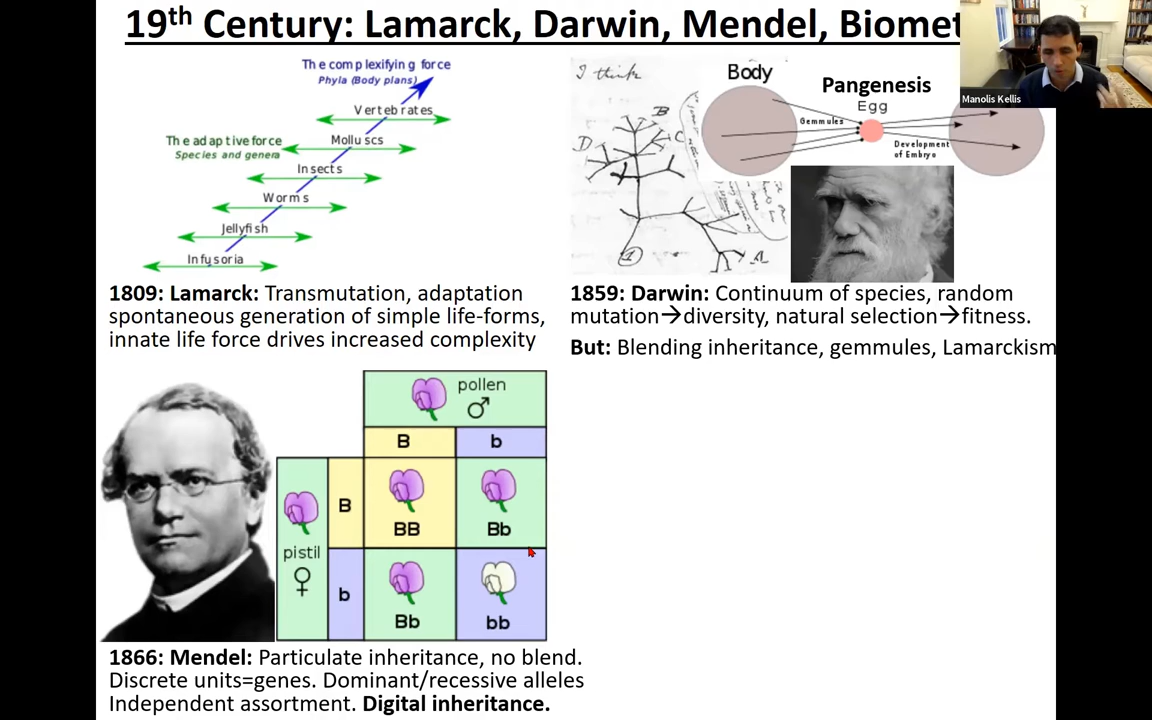 19th Century: Lamarck, Darwin, Mendel, Biomet
Manolis Kellis
The complexifying force
Phyla (Body plans)
Vertebrates
The adaptive force
Species and genera
Molluscs
Insects
Worms
Jellyfish
Infusoria
1809: Lamarck: Transmutation, adaptation
spontaneous generation of simple life-forms,
innate life force drives increased complexity
I think
B
D
C
A
1
Body
Pangenesis
Egg
Gemmules
Development
of Embryo
1859: Darwin: Continuum of species, random
mutation→diversity, natural selection→fitness.
But: Blending inheritance, gemmules, Lamarckism
pollen
♂
B b
pistil
♀
B
BB
Bb
b
Bb
bb
1866: Mendel: Particulate inheritance, no blend.
Discrete units=genes. Dominant/recessive alleles
Independent assortment. Digital inheritance.